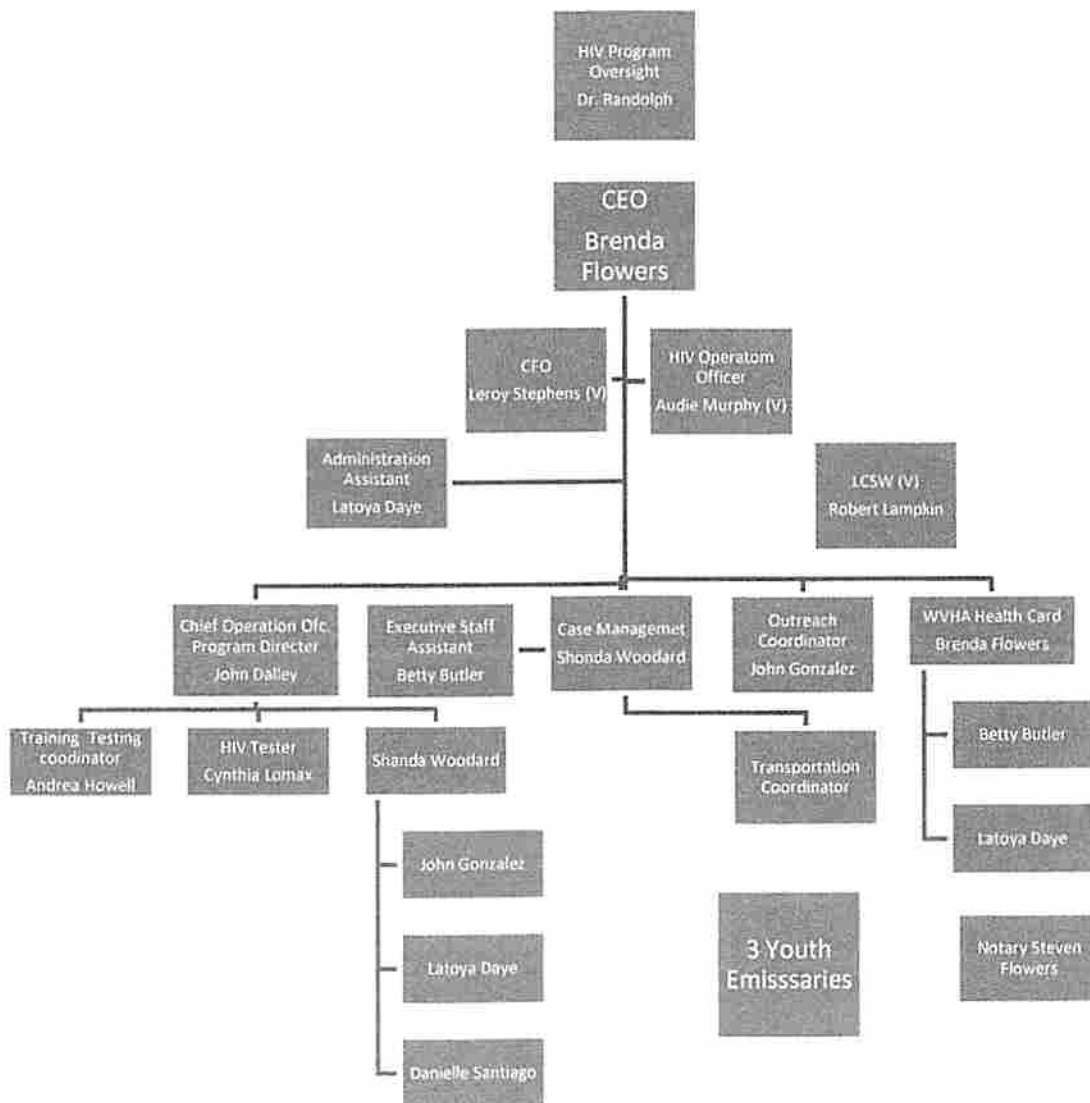 HIV Program
Oversight
Dr. Randolph
CEO
Brenda
Flowers
CFO
Leroy Stephens (V)
HIV Operatom
Officer
Audie Murphy (V)
Administration
Assistant
Latoya Daye
LCSW (V)
Robert Lampkin
Chief Operation Ofc.
Program Directer
John Dalley
Executive Staff
Assistant
Betty Butler
Case Managemet
Shonda Woodard
Outreach
Coordinator
John Gonzalez
WVHA Health Card
Brenda Flowers
Training Testing
coodinator
Andrea Howell
HIV Tester
Cynthia Lomax
Shanda Woodard
Transportation
Coordinator
Betty Butler
Latoya Daye
John Gonzalez
Latoya Daye
Danielle Santiago
3 Youth
Emisssaries
Notary Steven
Flowers